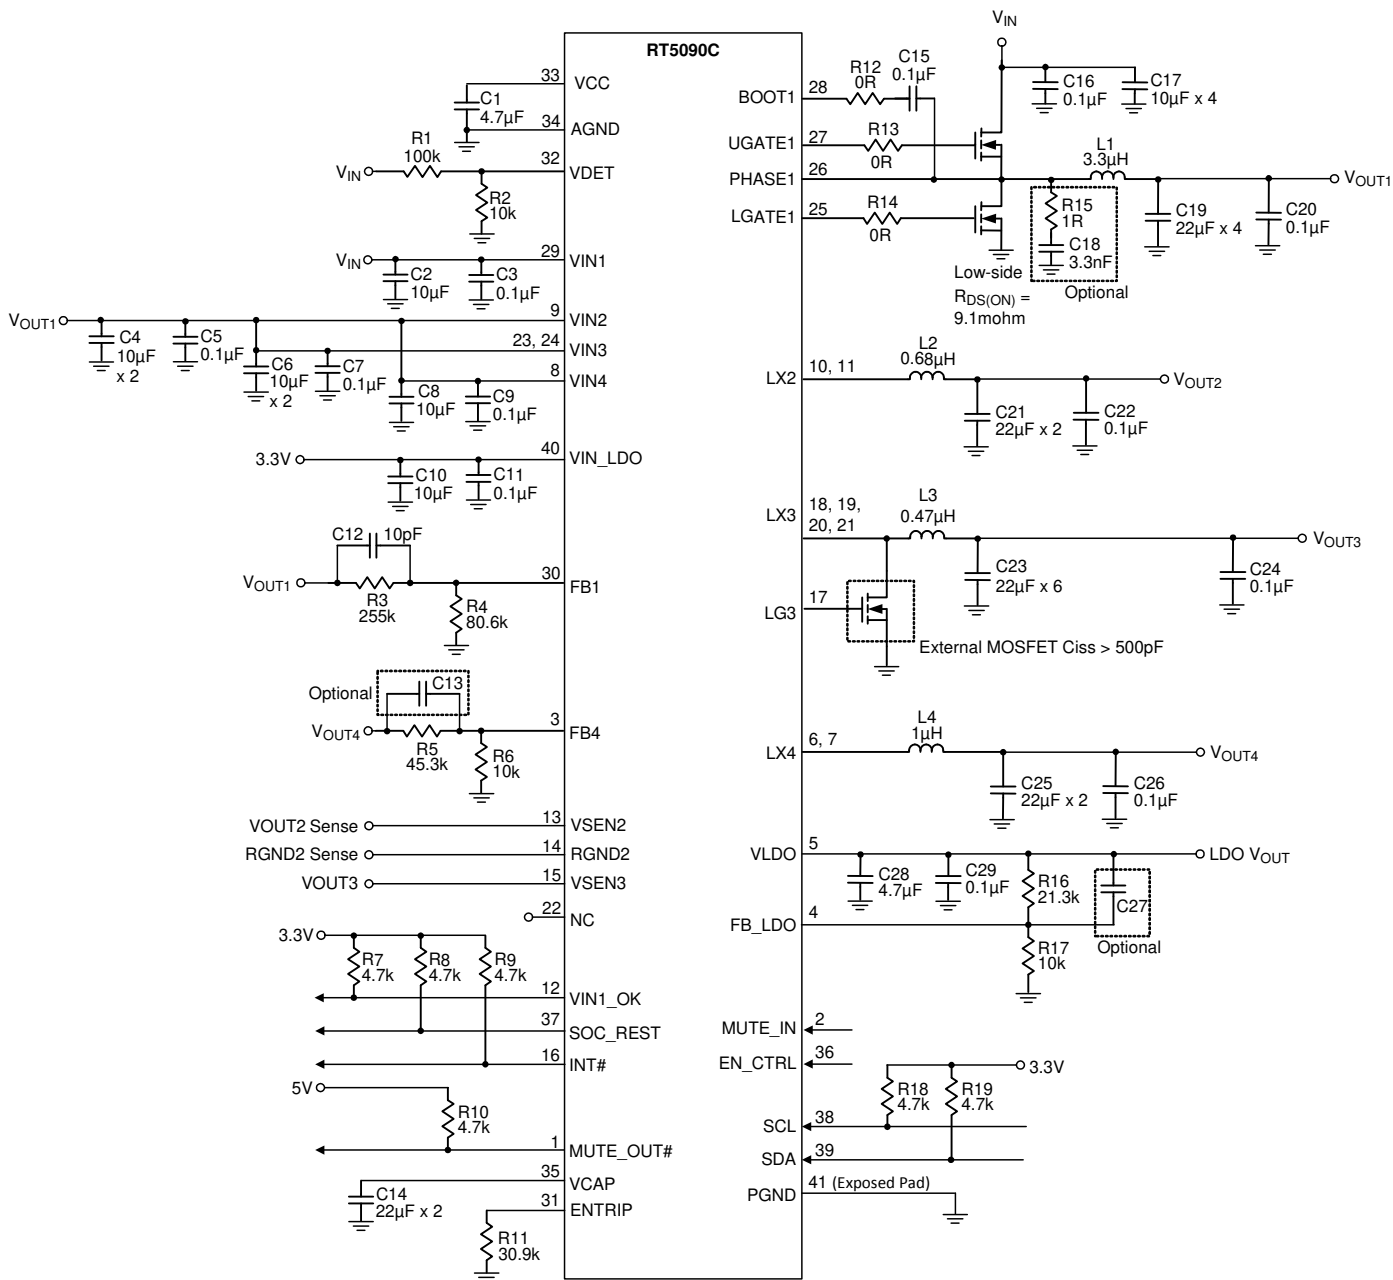 RT5090C
33
VCC
C1
4.7µF
34
AGND
R1
100k
VIN
32
VDET
R2
10k
VIN
29
VIN1
C2
10µF
C3
0.1µF
VOUT1
9
VIN2
C4
10µF
x 2
C5
0.1µF
23, 24
VIN3
C6
10µF
x 2
C7
0.1µF
8
VIN4
C8
10µF
C9
0.1µF
3.3V
40
VIN_LDO
C10
10µF
C11
0.1µF
C12
10pF
VOUT1
30
FB1
R3
255k
R4
80.6k
Optional
C13
VOUT4
3
FB4
R5
45.3k
R6
10k
VOUT2 Sense
13
VSEN2
RGND2 Sense
14
RGND2
VOUT3
15
VSEN3
22
NC
3.3V
R7
4.7k
R8
4.7k
R9
4.7k
12
VIN1_OK
37
SOC_REST
16
INT#
5V
R10
4.7k
1
MUTE_OUT#
35
VCAP
C14
22µF x 2
31
ENTRIP
R11
30.9k
VIN
BOOT1
28
R12
0R
C15
0.1µF
C16
0.1µF
C17
10µF x 4
UGATE1
27
R13
0R
PHASE1
26
L1
3.3µH
VOUT1
LGATE1
25
R14
0R
R15
1R
C18
3.3nF
Optional
C19
22µF x 4
C20
0.1µF
Low-side
RDS(ON) =
9.1mohm
LX2
10, 11
L2
0.68µH
VOUT2
C21
22µF x 2
C22
0.1µF
LX3
18, 19,
20, 21
L3
0.47µH
VOUT3
C23
22µF x 6
C24
0.1µF
LG3
17
External MOSFET Ciss > 500pF
LX4
6, 7
L4
1µH
VOUT4
C25
22µF x 2
C26
0.1µF
VLDO
5
LDO VOUT
C28
4.7µF
C29
0.1µF
R16
21.3k
C27
Optional
FB_LDO
4
R17
10k
MUTE_IN
2
EN_CTRL
36
3.3V
R18
4.7k
R19
4.7k
SCL
38
SDA
39
PGND
41 (Exposed Pad)